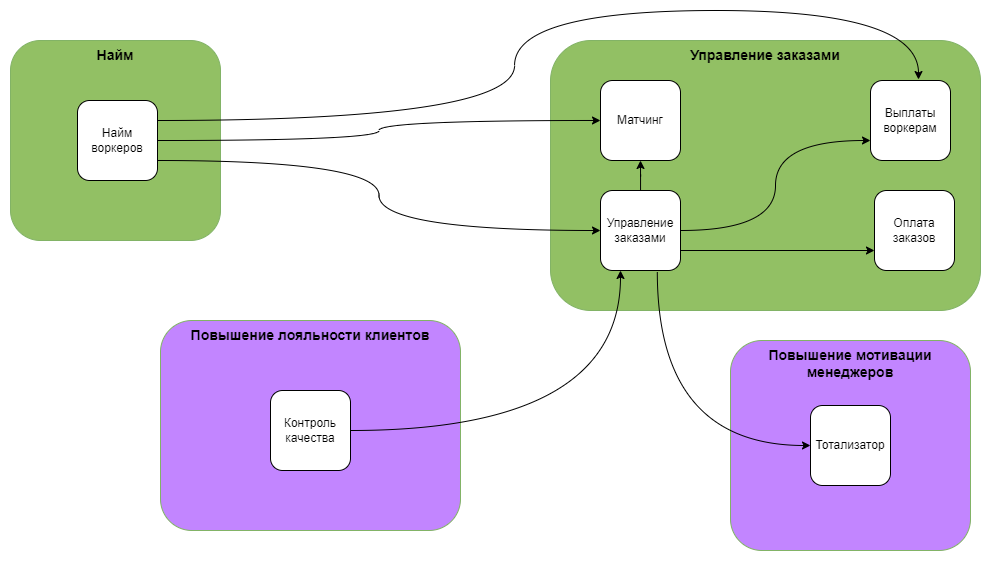 Найм
Найм
воркеров
Управление заказами
Матчинг
Выплаты
воркерам
Управление
заказами
Оплата
заказов
Повышение лояльности клиентов
Контроль
качества
Повышение мотивации
менеджеров
Тотализатор